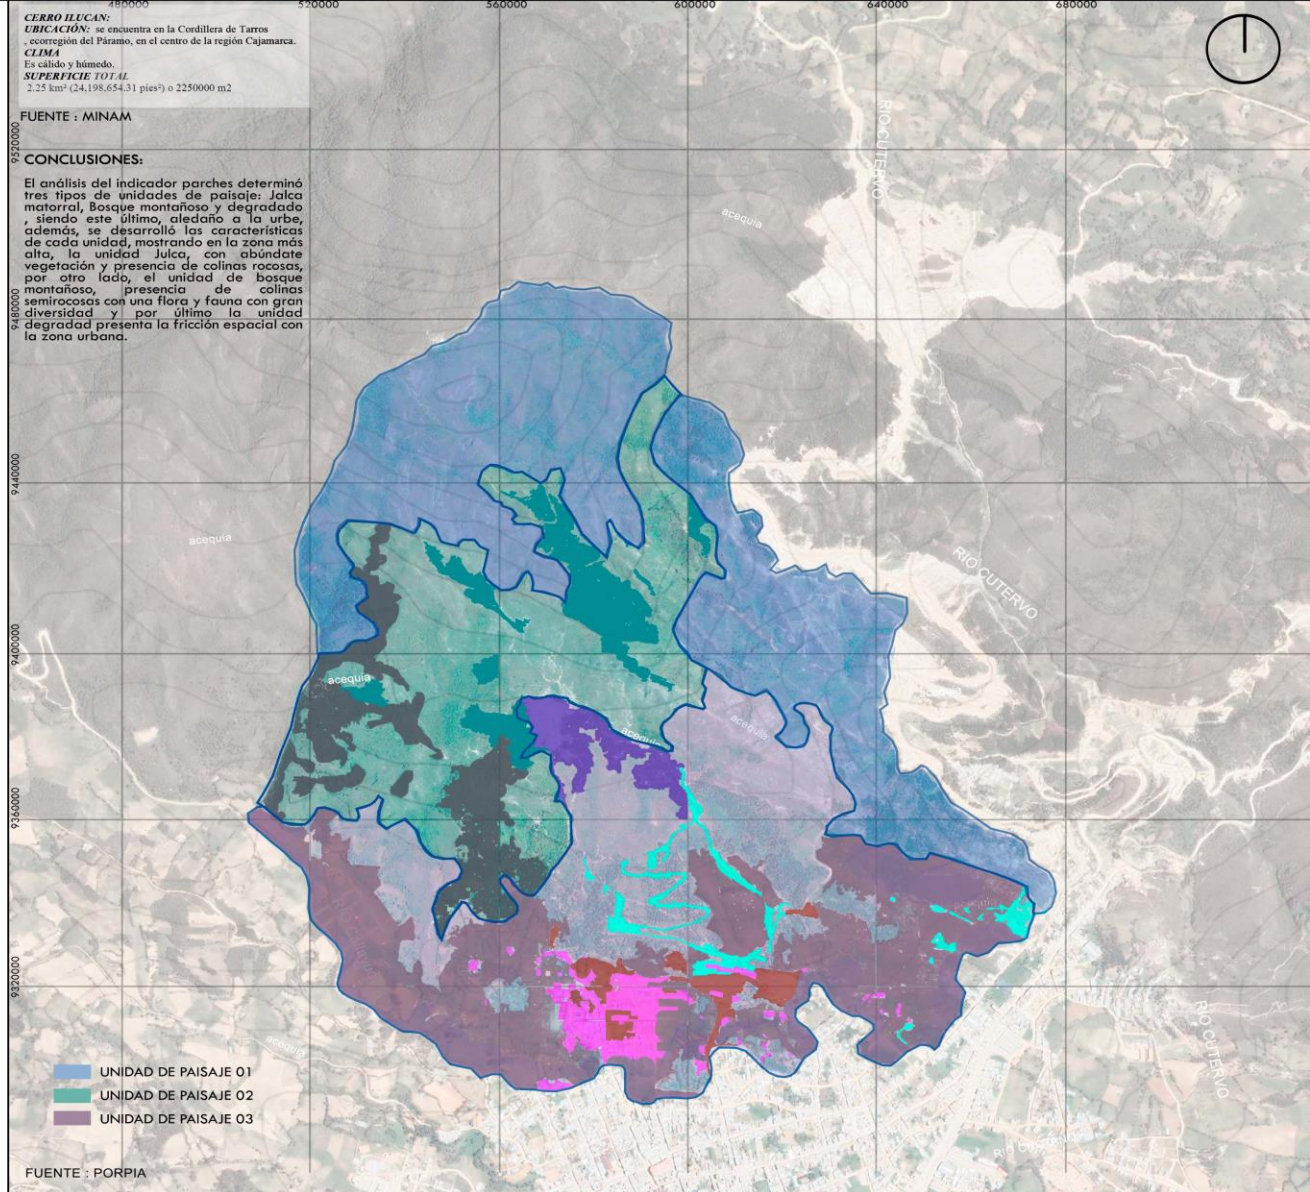 480000 520000 560000 600000 640000 680000
CERRO ILUCAN:
UBICACIÓN: se encuentra en la Cordillera de Tarros
, ecorregión del Páramo, en el centro de la región Cajamarca.
CLIMA
Es cálido y húmedo.
SUPERFICIE TOTAL
2.25 km² (24,198,654.31 pies²) o 2250000 m2
FUENTE : MINAM
9520000
CONCLUSIONES:
El análisis del indicador parches determinó
tres tipos de unidades de paisaje: Jalca
matorral, Bosque montañoso y degradado
, siendo este último, aledaño a la urbe,
además, se desarrolló las características
de cada unidad, mostrando en la zona más
alta, la unidad Julca, con abúndate
vegetación y presencia de colinas rocosas,
por otro lado, el unidad de bosque
montañoso, presencia de colinas
semirocosas con una flora y fauna con gran
diversidad y por último la unidad
degradad presenta la fricción espacial con
la zona urbana.
RIO CUTERVO
acequia
9480000
9440000
acequia
RIO CUTERVO
9400000
acequia
acequia
acequia
9360000
9320000
RIO CUTERVO
acequia
UNIDAD DE PAISAJE 01
UNIDAD DE PAISAJE 02
UNIDAD DE PAISAJE 03
RIO CUTERVO
FUENTE : PORPIA